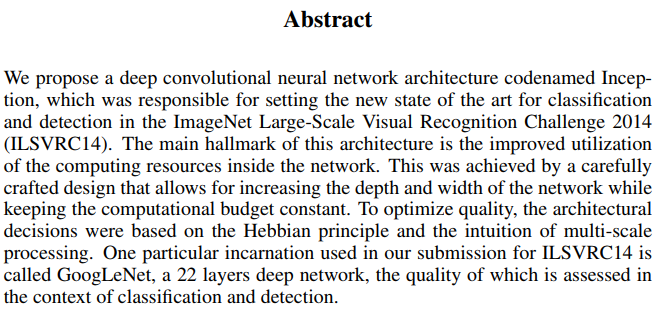 Abstract
We propose a deep convolutional neural network architecture codenamed Incep-
tion, which was responsible for setting the new state of the art for classification
and detection in the ImageNet Large-Scale Visual Recognition Challenge 2014
(ILSVRC14). The main hallmark of this architecture is the improved utilization
of the computing resources inside the network. This was achieved by a carefully
crafted design that allows for increasing the depth and width of the network while
keeping the computational budget constant. To optimize quality, the architectural
decisions were based on the Hebbian principle and the intuition of multi-scale
processing. One particular incarnation used in our submission for ILSVRC14 is
called GoogLeNet, a 22 layers deep network, the quality of which is assessed in
the context of classification and detection.